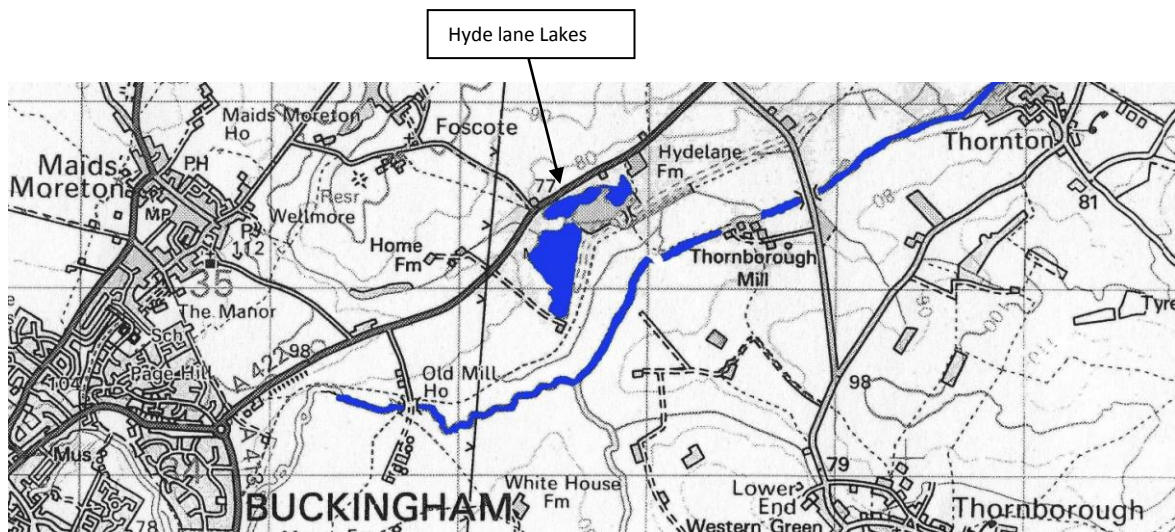 Hyde lane Lakes
Maids Moreton
Ho
Foscote
80
Hydelane
Fm
Thornton
Maids
Moreton
PH
MP
77
Resr
Wellmore
112
Home
Fm
Thornborough
Mill
81
35
The Manor
Sch
Page Hill
A 422
98
Old Mill
Ho
104
98
Tyre
Mus
A 413
BUCKINGHAM
White House
Fm
79
Lower
End
Western Green
Thornborough
78